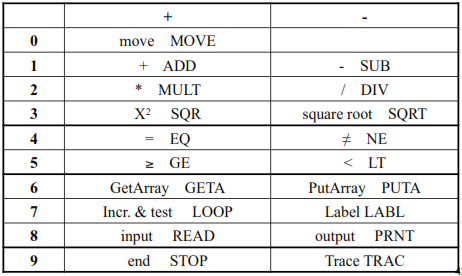 + -
0 move MOVE
1 + ADD - SUB
2 * MULT / DIV
3 X² SQR square root SQRT
4 = EQ ≠ NE
5 ≥ GE < LT
6 GetArray GETA PutArray PUTA
7 Incr. & test LOOP Label LABL
8 input READ output PRNT
9 end STOP Trace TRAC